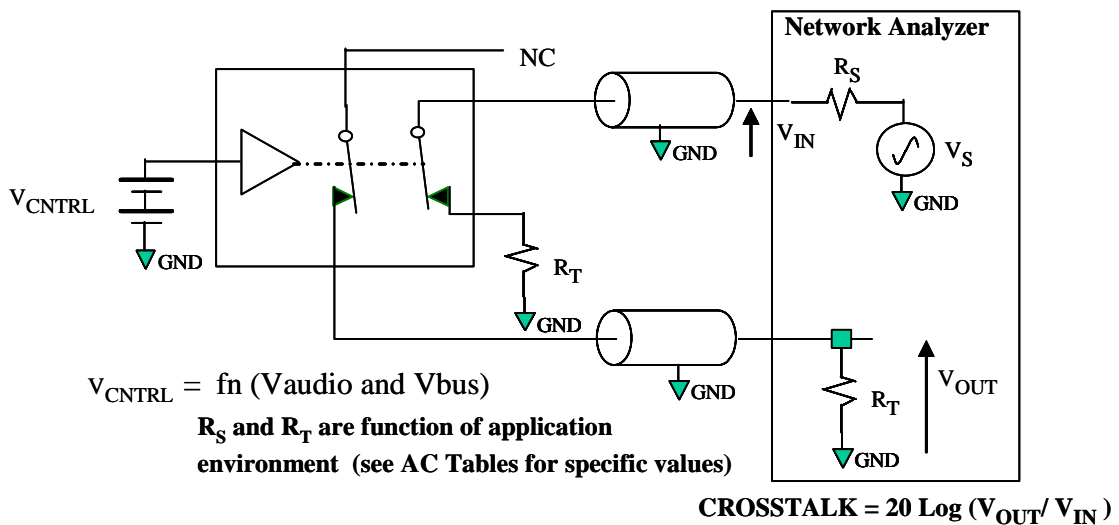 Network Analyzer
NC
R_S
GND
V_IN
V_S
GND
V_CNTRL
GND
R_T
GND
V_CNTRL = fn (Vaudio and Vbus)
GND
R_T
V_OUT
GND
R_S and R_T are function of application
environment (see AC Tables for specific values)
CROSSTALK = 20 Log (V_OUT/ V_IN )